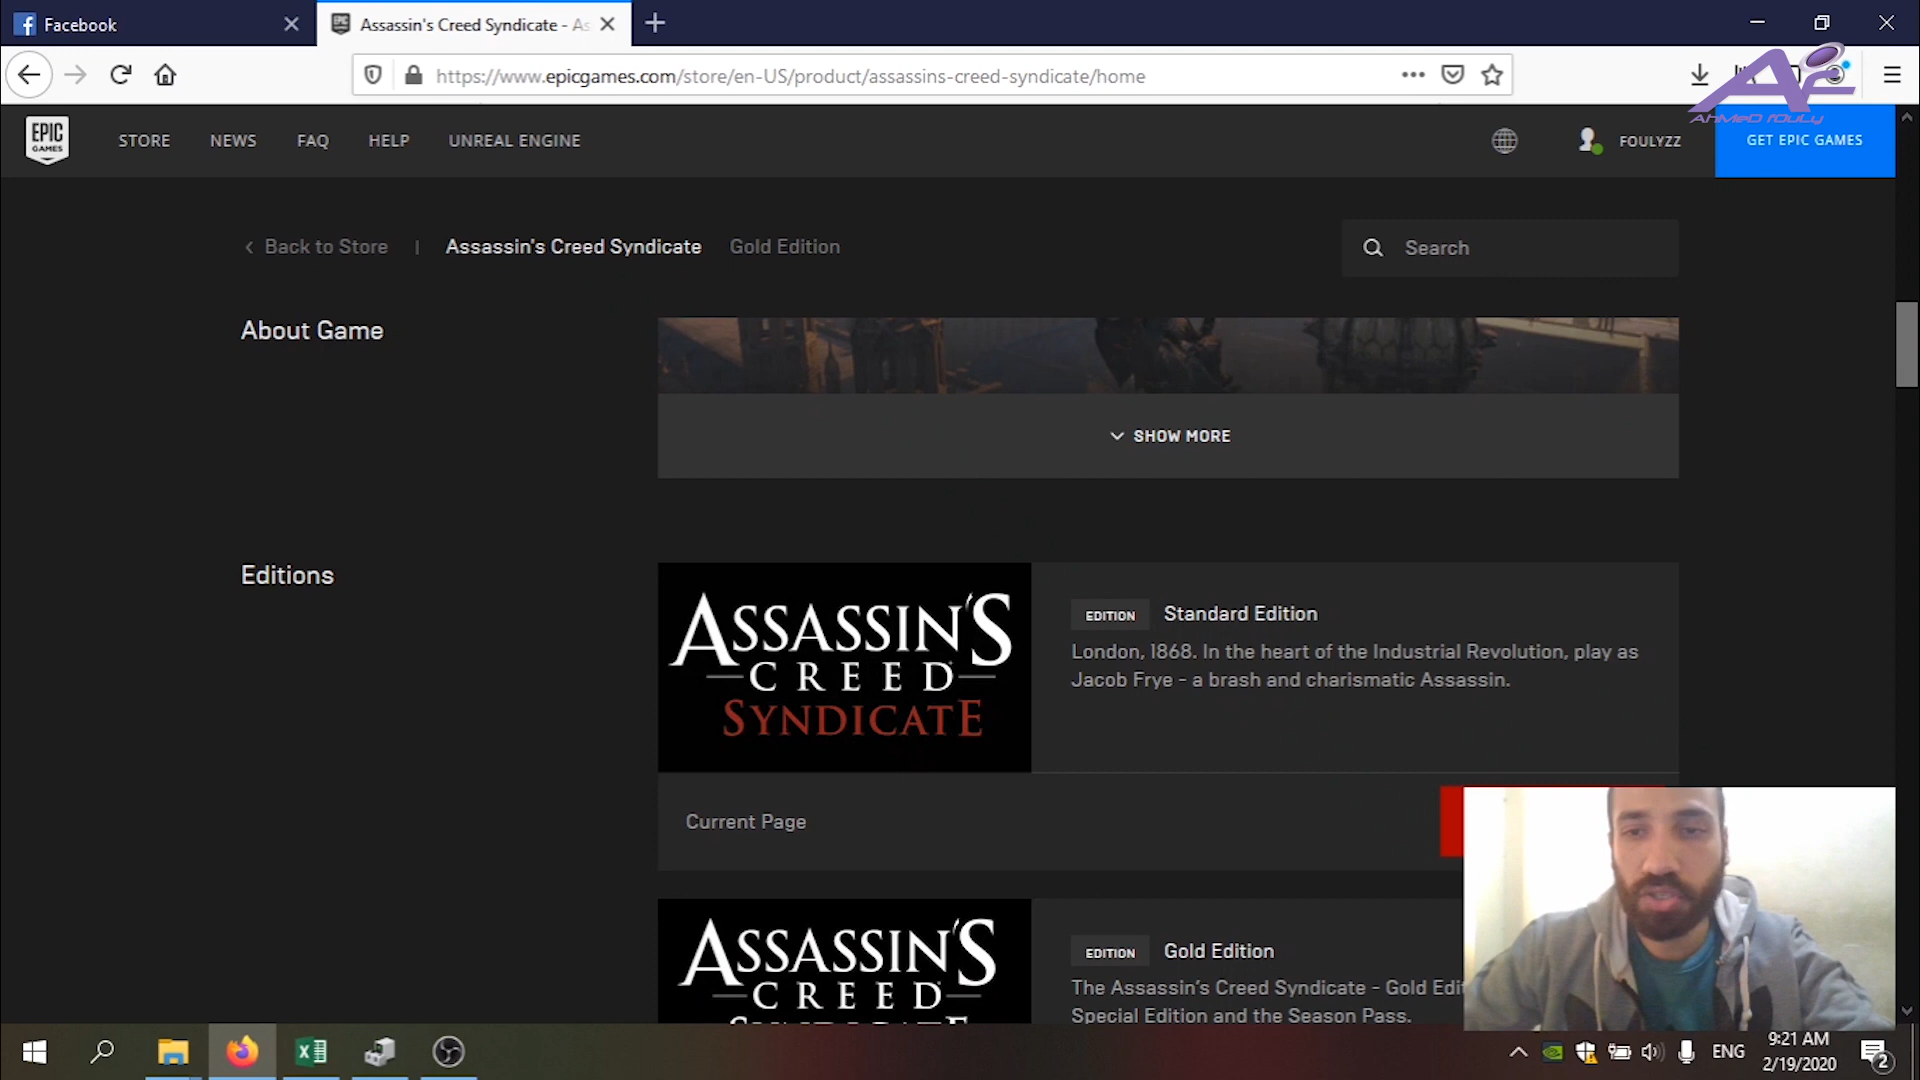 Facebook
Assassin's Creed Syndicate - As
https://www.epicgames.com/store/en-US/product/assassins-creed-syndicate/home
AHMeD fOuLy
EPIC
GAMES
STORE
NEWS
FAQ
HELP
UNREAL ENGINE
FOULYZZ
GET EPIC GAMES
Back to Store
Assassin's Creed Syndicate
Gold Edition
Search
About Game
SHOW MORE
Editions
ASSASSIN'S
CREED
SYNDICATE
EDITION
Standard Edition
London, 1868. In the heart of the Industrial Revolution, play as
Jacob Frye - a brash and charismatic Assassin.
Current Page
ASSASSIN'S
CREED
EDITION
Gold Edition
The Assassin's Creed Syndicate - Gold Edit
Special Edition and the Season Pass.
ENG
9:21 AM
2/19/2020
2